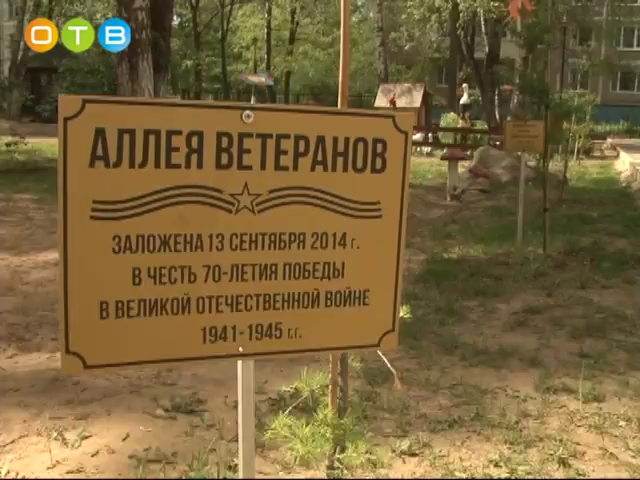 ОТВ
АЛЛЕЯ ВЕТЕРАНОВ
ЗАЛОЖЕНА 13 СЕНТЯБРЯ 2014 г.
В ЧЕСТЬ 70-ЛЕТИЯ ПОБЕДЫ
В ВЕЛИКОЙ ОТЕЧЕСТВЕННОЙ ВОЙНЕ
1941-1945 г.г.